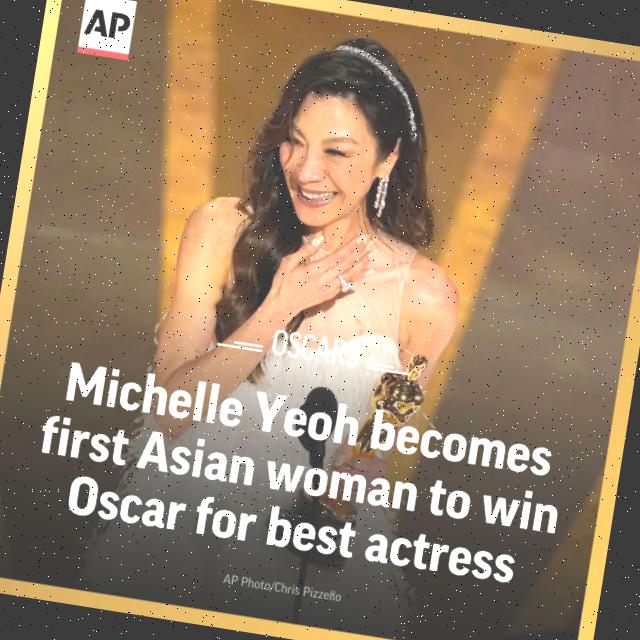 AP
OSCARS
Michelle Yeoh becomes
first Asian woman to win
Oscar for best actress
AP Photo/Chris Pizzello